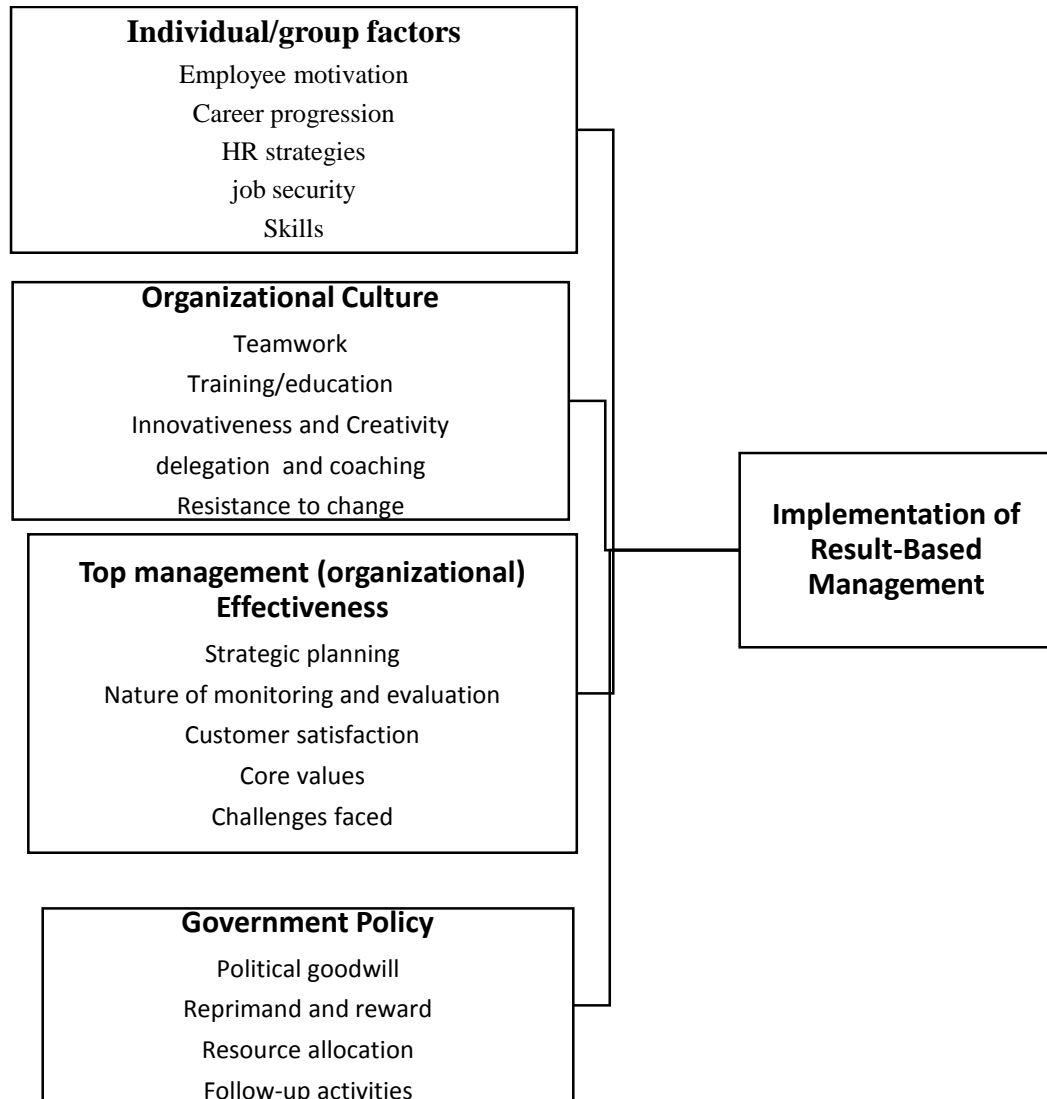 Individual/group factors
Employee motivation
Career progression
HR strategies
job security
Skills
Organizational Culture
Teamwork
Training/education
Innovativeness and Creativity
delegation  and coaching
Resistance to change
Top management (organizational)
Effectiveness
Strategic planning
Nature of monitoring and evaluation
Customer satisfaction
Core values
Challenges faced
Government Policy
Political goodwill
Reprimand and reward
Resource allocation
Follow-up activities
Implementation of
Result-Based
Management